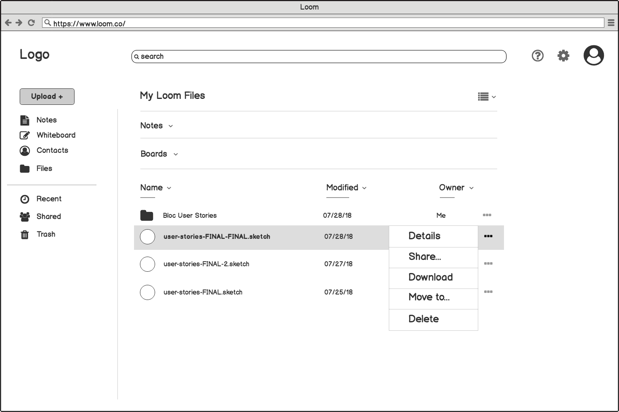 Loom
https://www.loom.co/
Logo
search
Upload +
Notes
Whiteboard
Contacts
Files
Recent
Shared
Trash
My Loom Files
Notes
Boards
Name Modified Owner
Bloc User Stories 07/28/18 Me
user-stories-FINAL-FINAL.sketch 07/28/18
user-stories-FINAL-2.sketch 07/27/18
user-stories-FINAL.sketch 07/25/18
Details
Share...
Download
Move to...
Delete